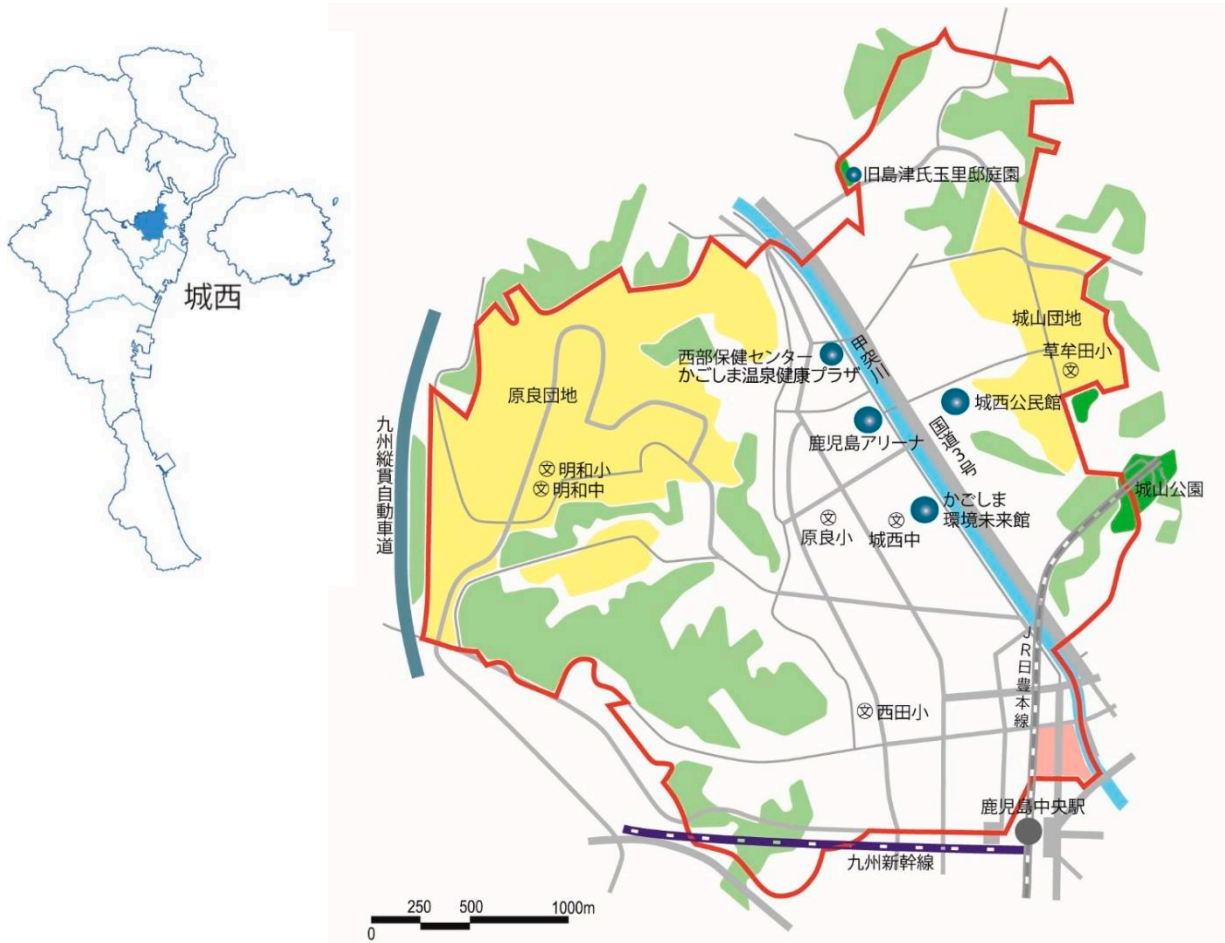 城西
旧島津氏玉里邸庭園
城山団地
草牟田小
文
西部保健センター
かごしま温泉健康プラザ
甲突川
原良団地
城西公民館
鹿児島アリーナ
国道3号
九州縦貫自動車道
文 明和小
文 明和中
城山公園
かごしま
環境未来館
文
原良小
文
城西中
JR日豊本線
文 西田小
鹿児島中央駅
九州新幹線
250 500 1000m
0